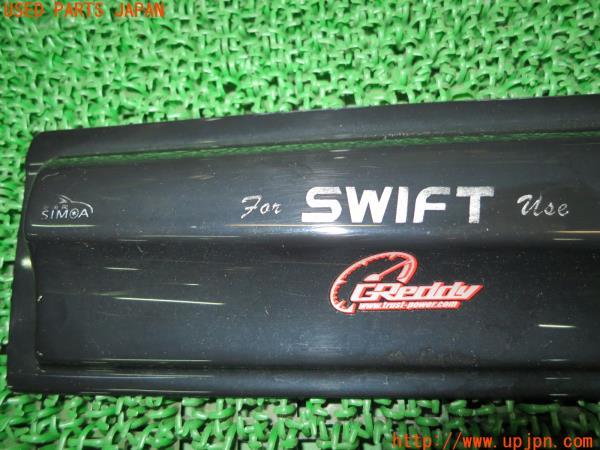 USED PARTS JAPAN
SIMOA
For SWIFT Use
GReddy
www.trust-power.com
http://www.upjpn.com/